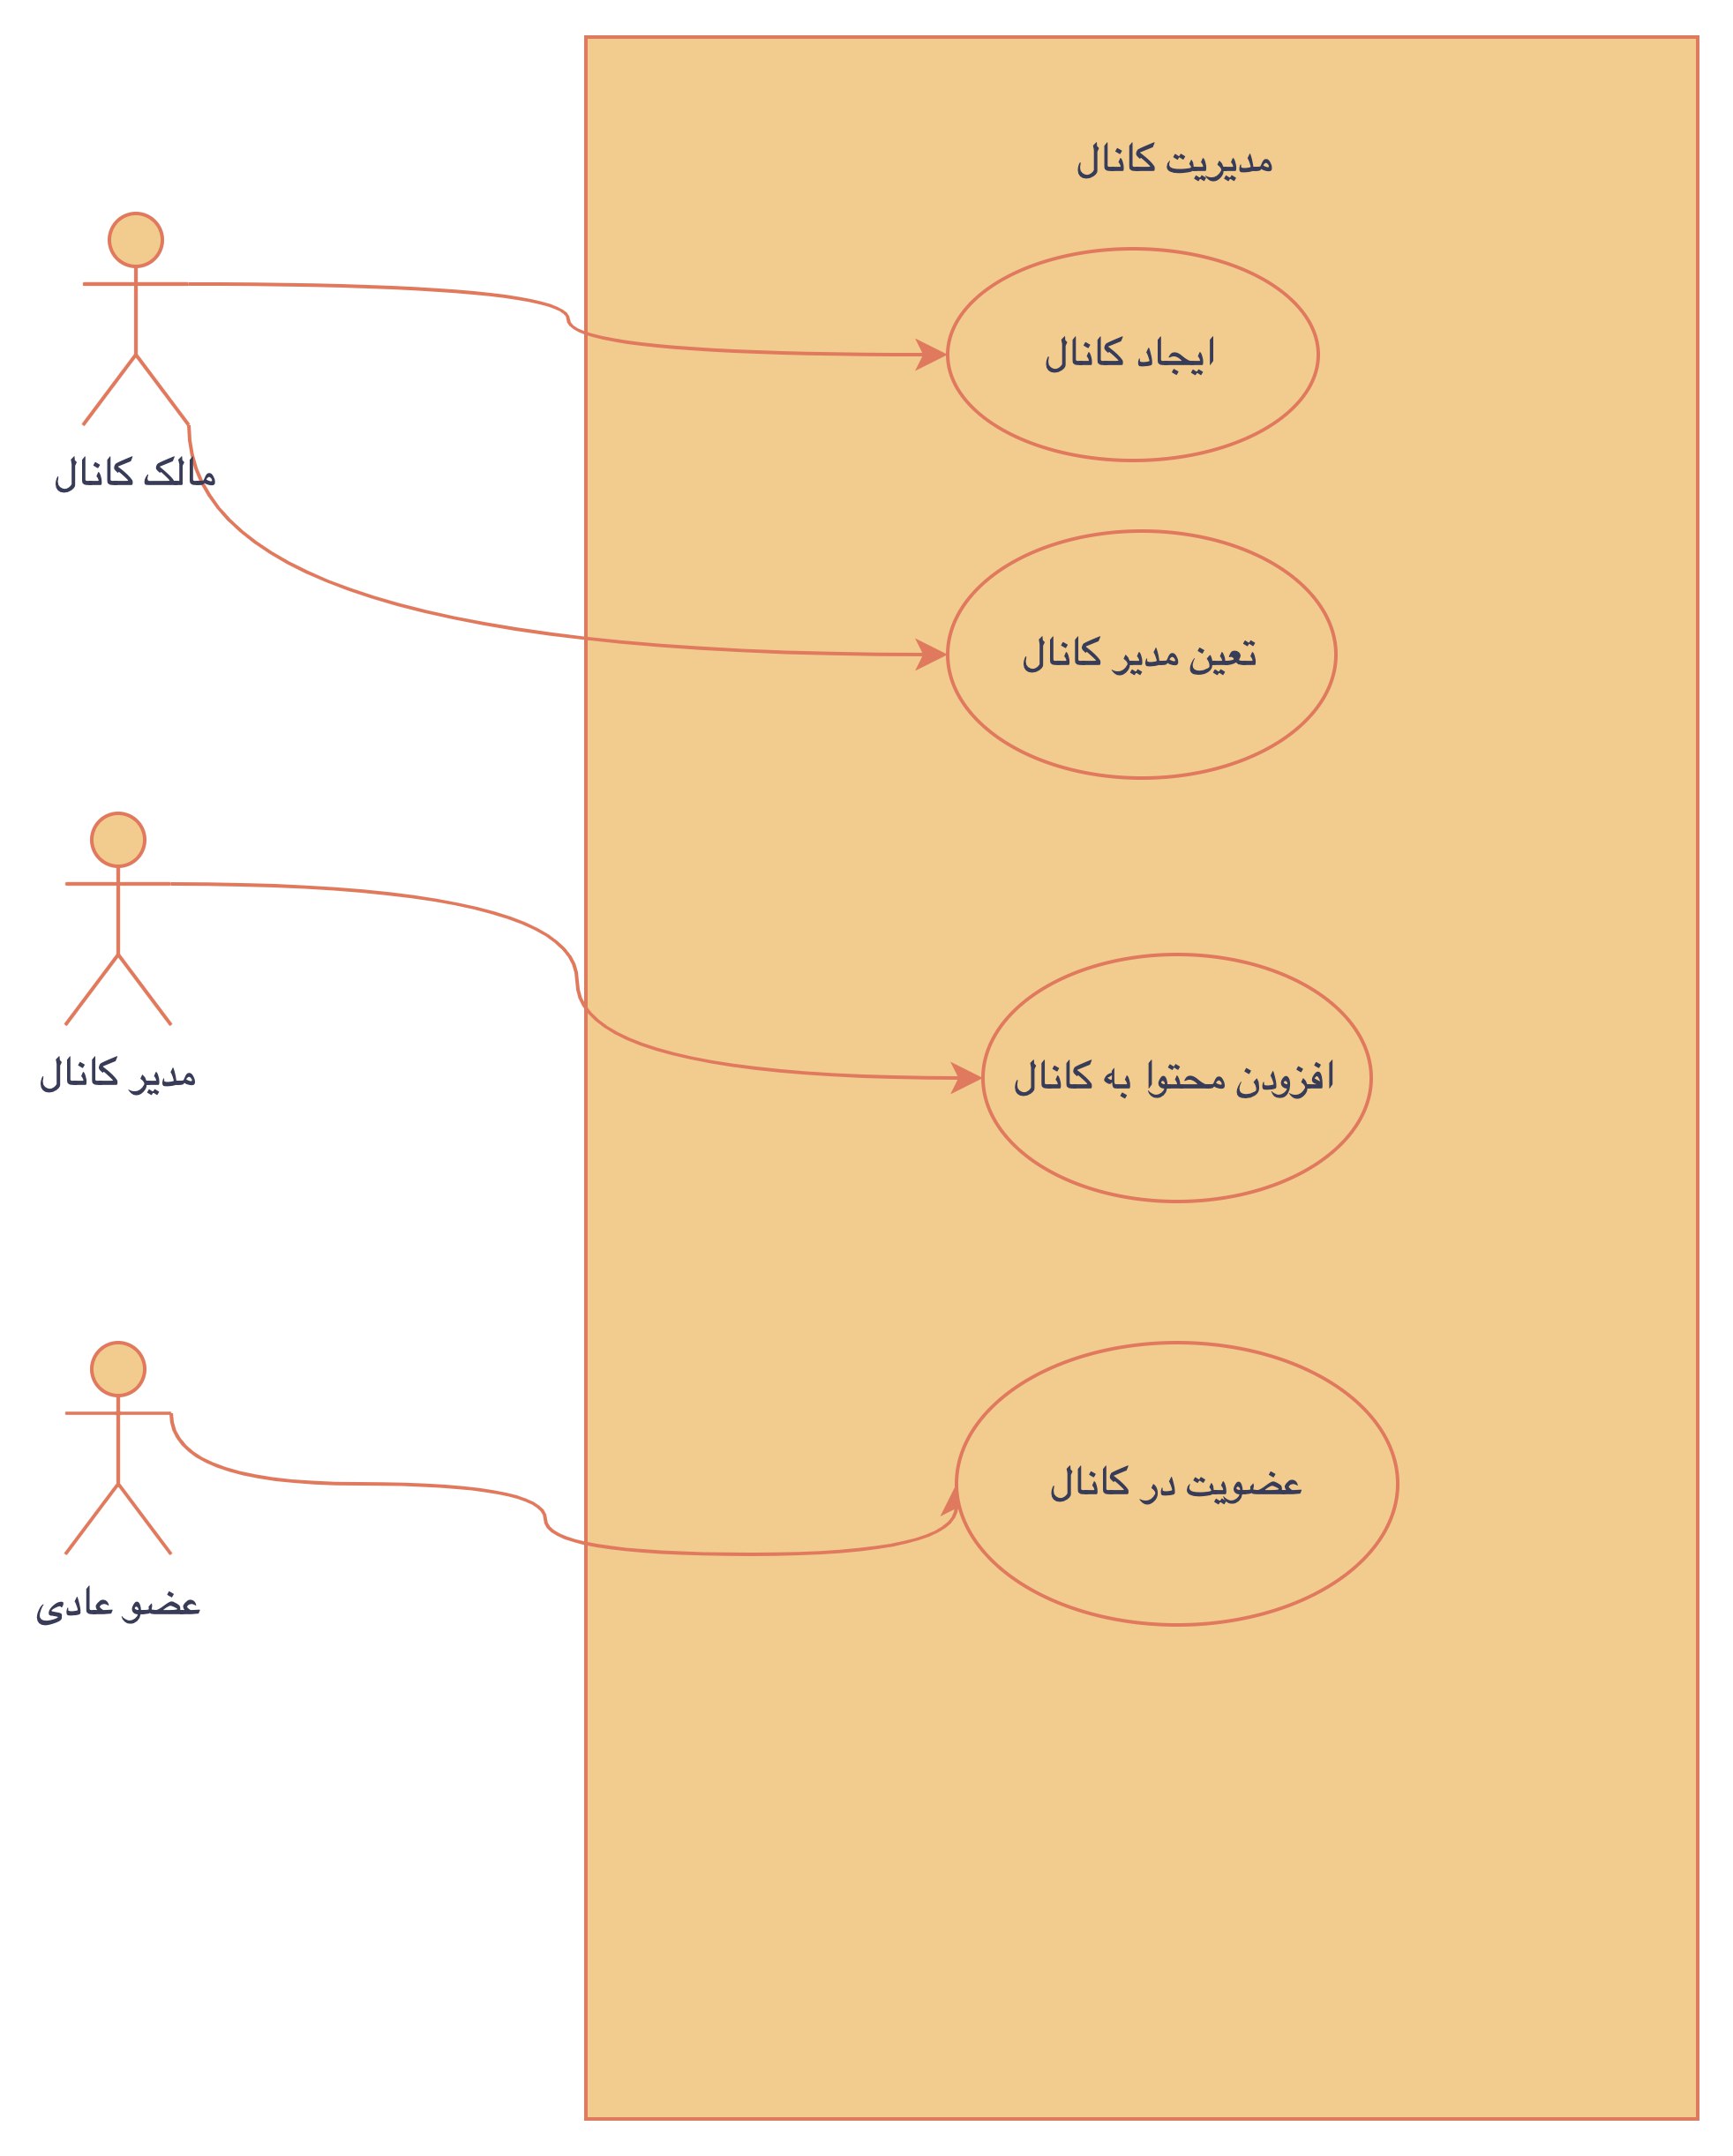 مدیریت کانال
ایجاد کانال
مالک کانال
تعین مدیر کانال
مدیر کانال
افزودن محتوا به کانال
عضویت در کانال
عضو عادی